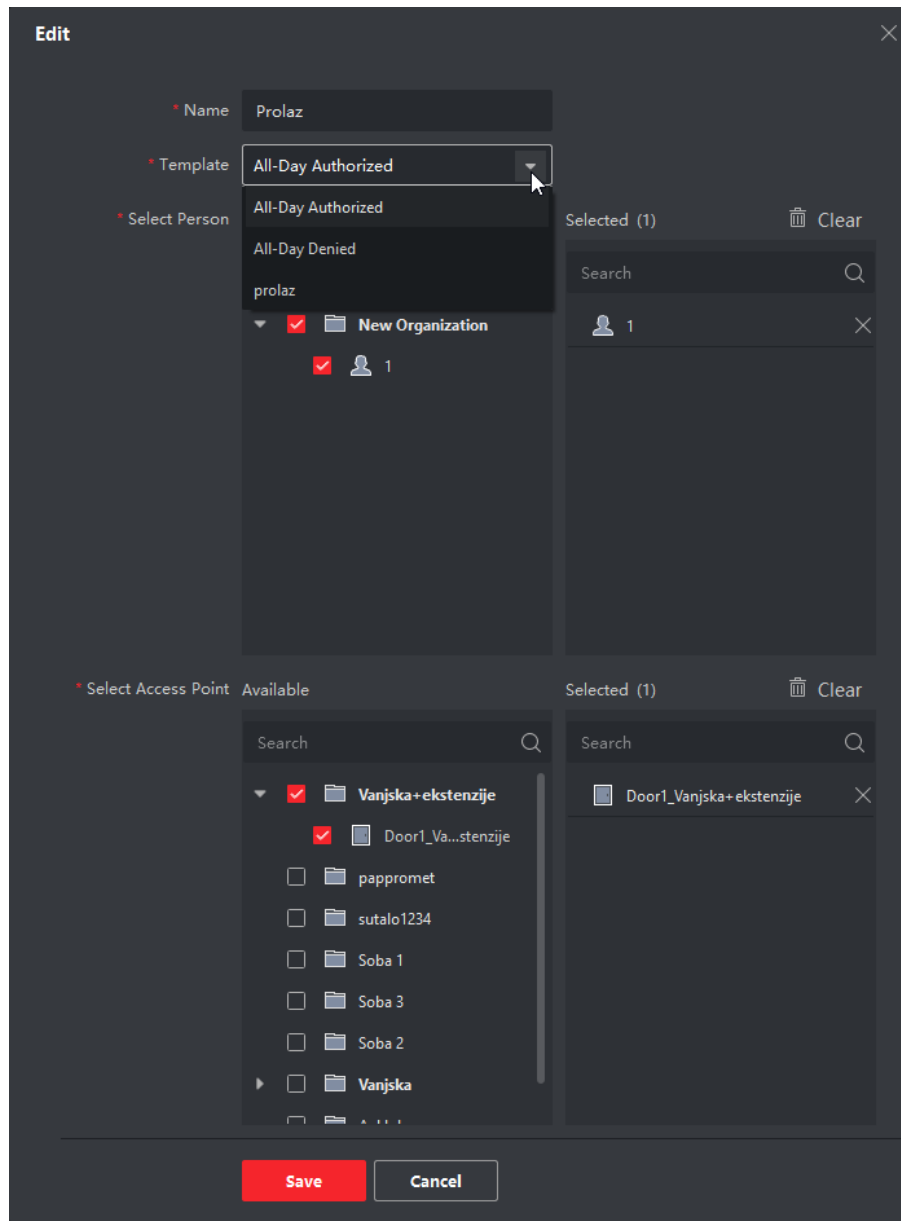 Edit
* Name Prolaz
* Template All-Day Authorized
All-Day Authorized
* Select Person
Selected (1) Clear
All-Day Denied
Search
prolaz
New Organization
1
1
* Select Access Point Available
Selected (1) Clear
Search
Search
Vanjska+ekstenzije
Door1_Vanjska+ekstenzije
Door1_Va...stenzije
pappromet
sutalo1234
Soba 1
Soba 3
Soba 2
Vanjska
Save Cancel